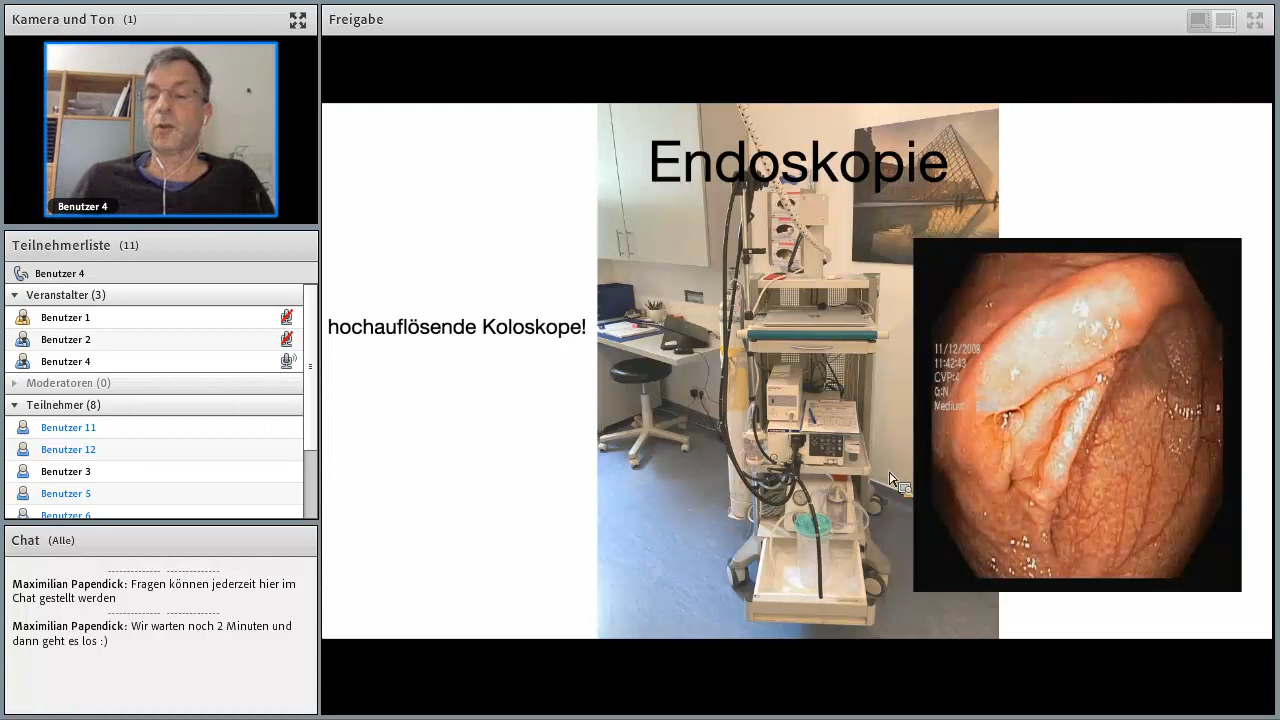 Kamera und Ton (1)
Benutzer 4
Teilnehmerliste (11)
Benutzer 4
Veranstalter (3)
Benutzer 1
Benutzer 2
Benutzer 4
Moderatoren (0)
Teilnehmer (8)
Benutzer 11
Benutzer 12
Benutzer 3
Benutzer 5
Benutzer 6
Chat (Alle)
Maximilian Papendick: Fragen können jederzeit hier im
Chat gestellt werden
Maximilian Papendick: Wir warten noch 2 Minuten und
dann geht es los :)
Freigabe
Endoskopie
hochauflösende Koloskope!
11/12/2008
11:42:43
CVP:4
G:N
Medium